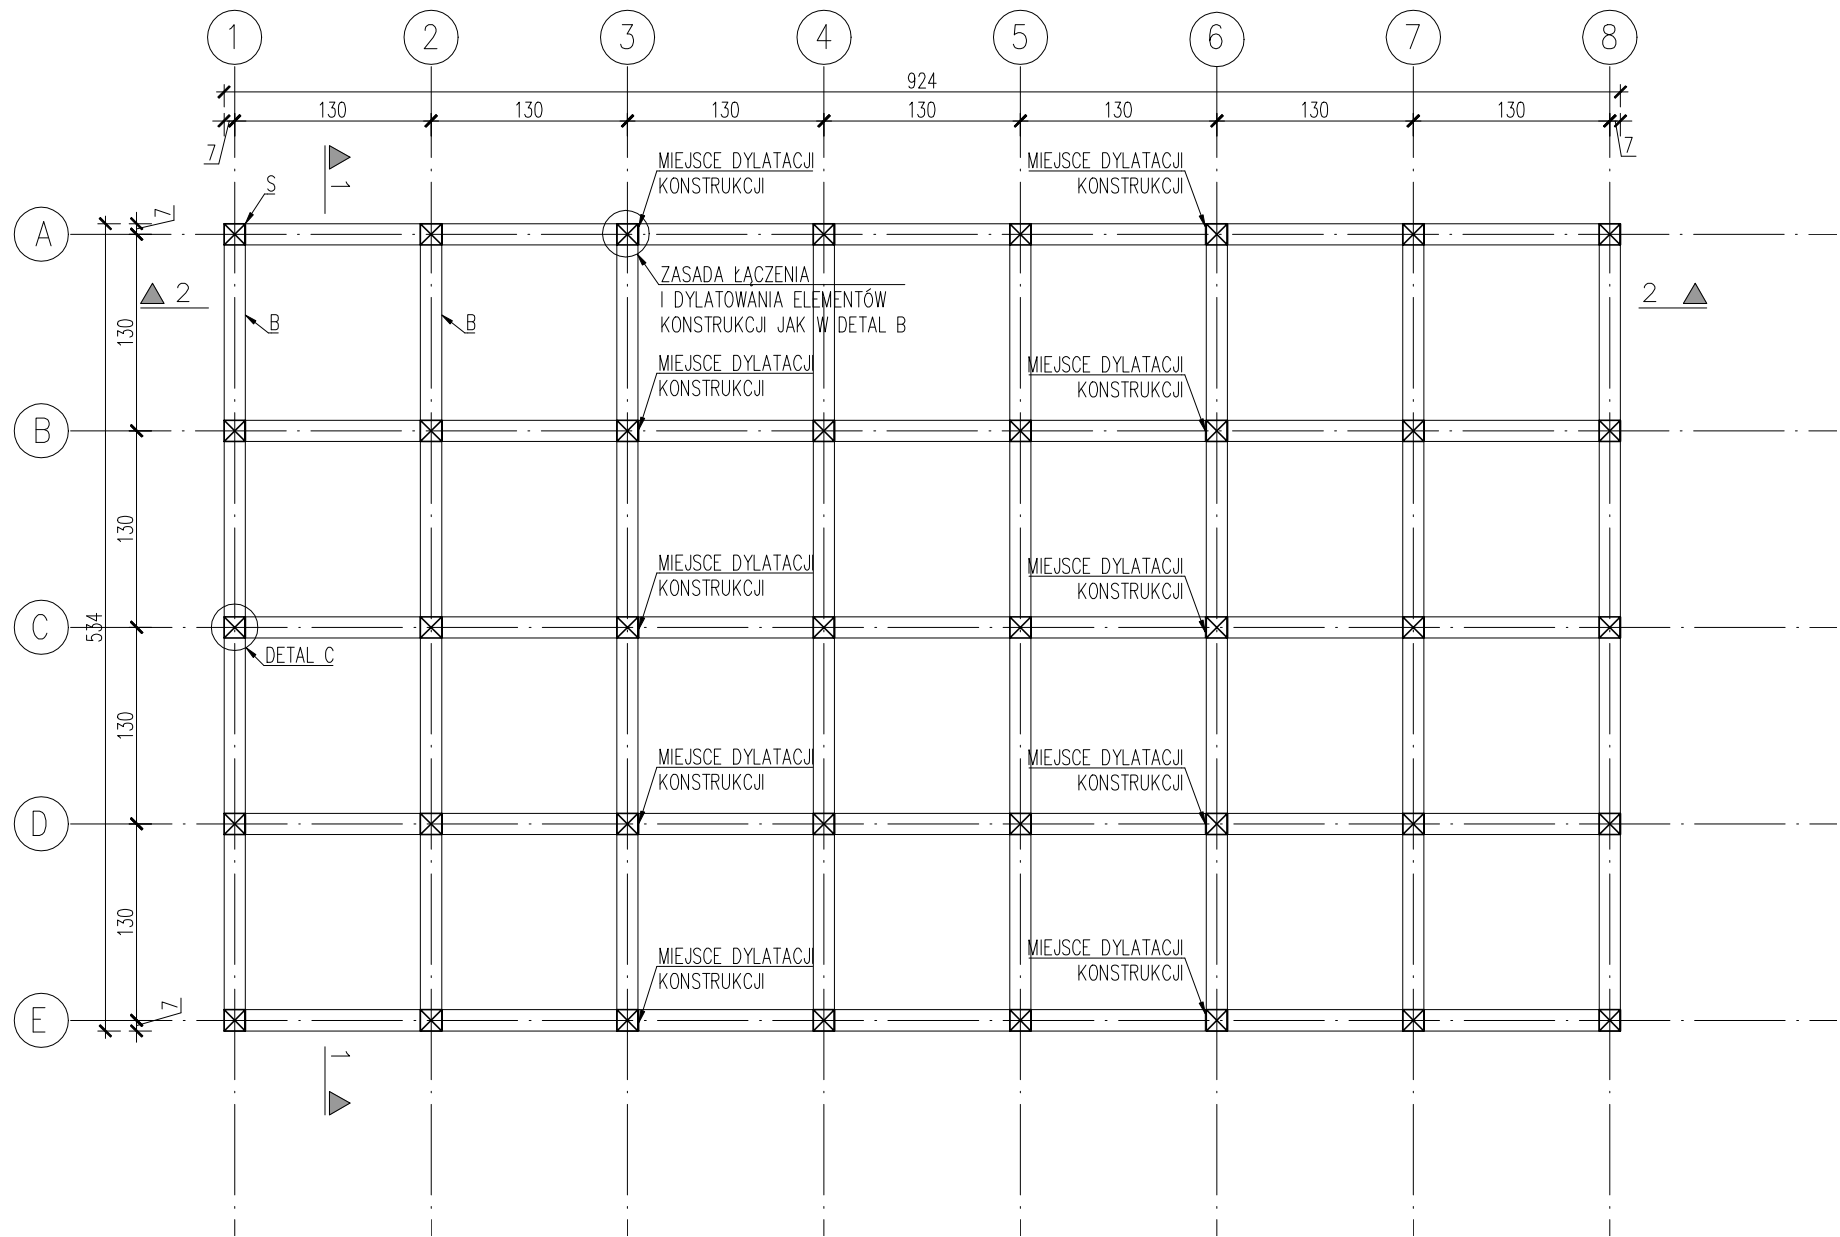 1 2 3 4 5 6 7 8
924
130 130 130 130 130 130 130
7 7
1
MIEJSCE DYLATACJI
KONSTRUKCJI
MIEJSCE DYLATACJI
KONSTRUKCJI
S
7
A
ZASADA ŁĄCZENIA
I DYLATOWANIA ELEMENTÓW
KONSTRUKCJI JAK W DETAL B
2 2
130
B B
MIEJSCE DYLATACJI
KONSTRUKCJI
MIEJSCE DYLATACJI
KONSTRUKCJI
B
130
MIEJSCE DYLATACJI
KONSTRUKCJI
MIEJSCE DYLATACJI
KONSTRUKCJI
C
534
DETAL C
130
MIEJSCE DYLATACJI
KONSTRUKCJI
MIEJSCE DYLATACJI
KONSTRUKCJI
D
130
MIEJSCE DYLATACJI
KONSTRUKCJI
MIEJSCE DYLATACJI
KONSTRUKCJI
7
E
1